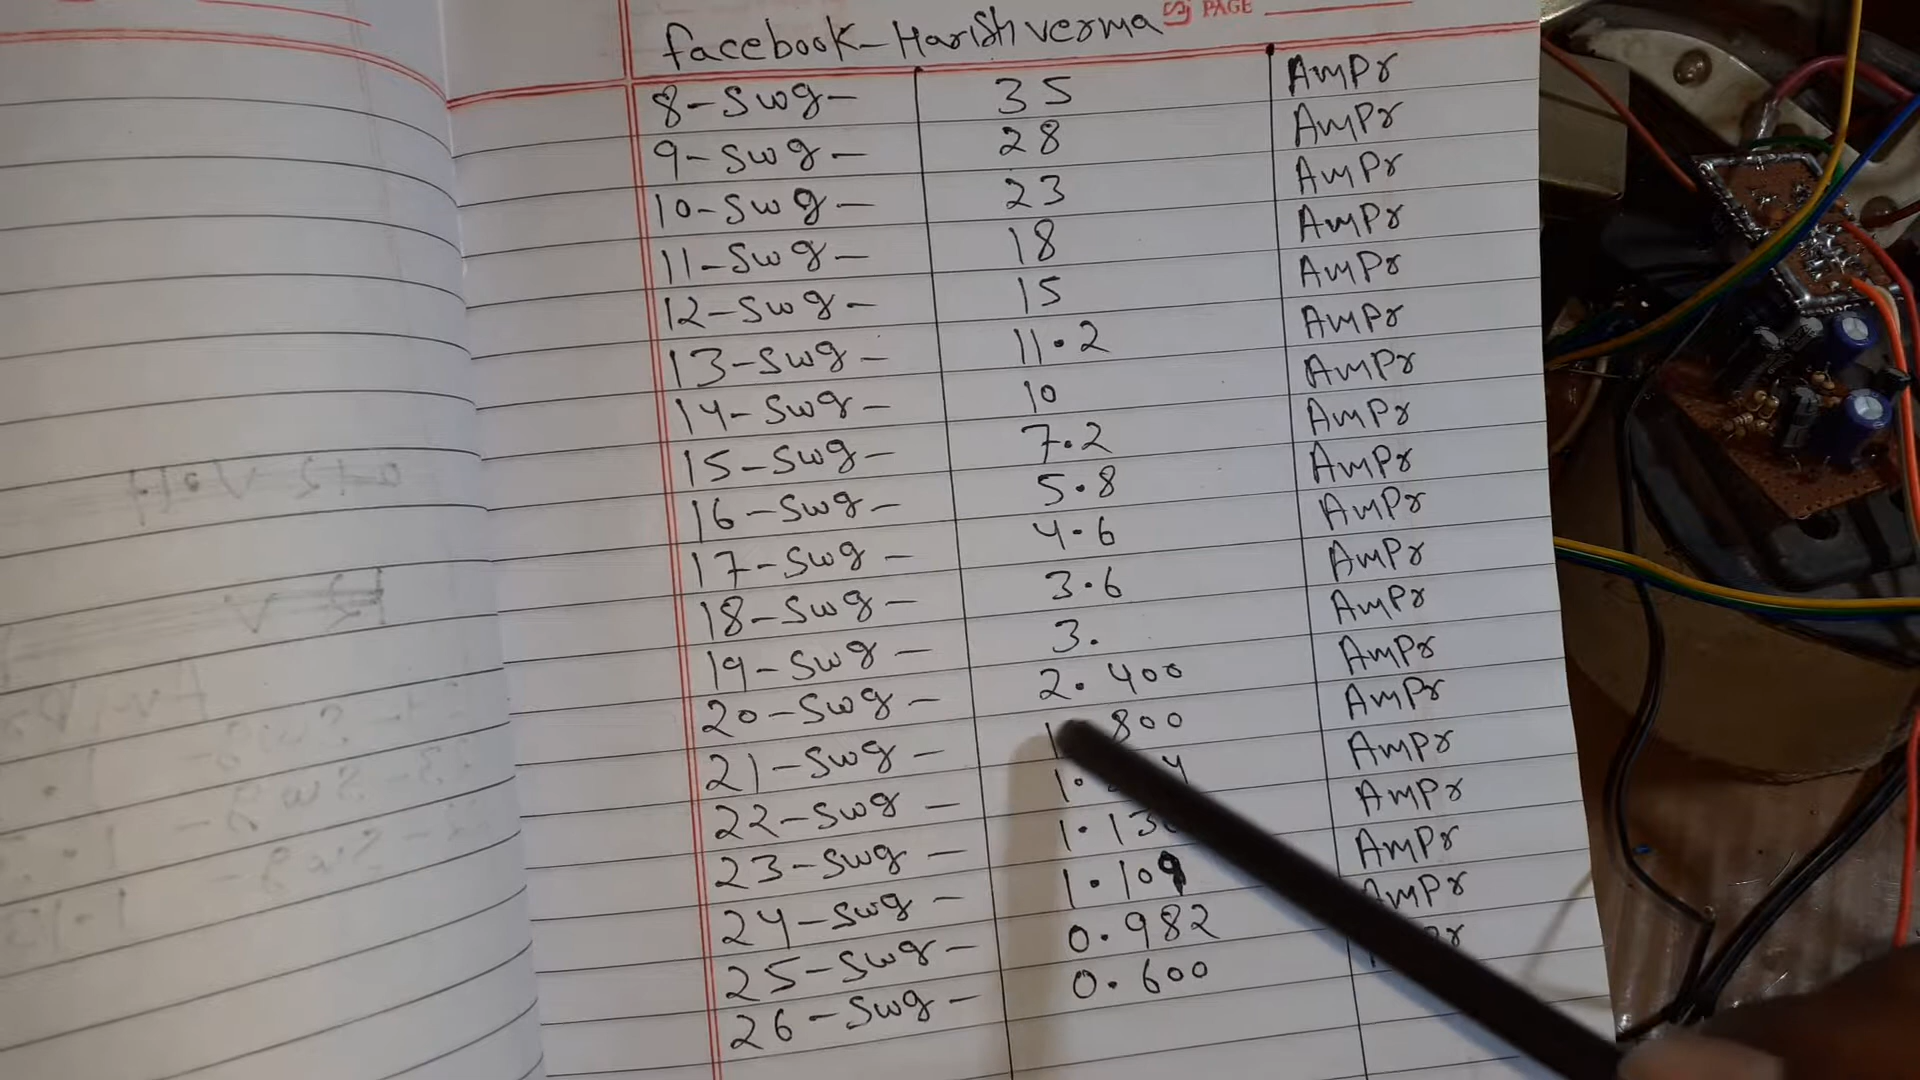 PAGE
facebook-Harish verma
8-swg- 35 AmPr
9-swg- 28 AmPr
10-swg- 23 AmPr
11-swg- 18 AmPr
12-swg- 15 AmPr
13-swg- 11.2 AmPr
14-swg- 10 AmPr
15-swg- 7.2 AmPr
16-swg- 5.8 AmPr
17-swg- 4.6 AmPr
18-swg- 3.6 AmPr
19-swg- 3. AmPr
20-swg- 2.400 AmPr
21-swg- 800 AmPr
22-swg- AmPr
23-swg- AmPr
24-swg- 1.109 AmPr
25-swg- 0.982 AmPr
26-swg- 0.600